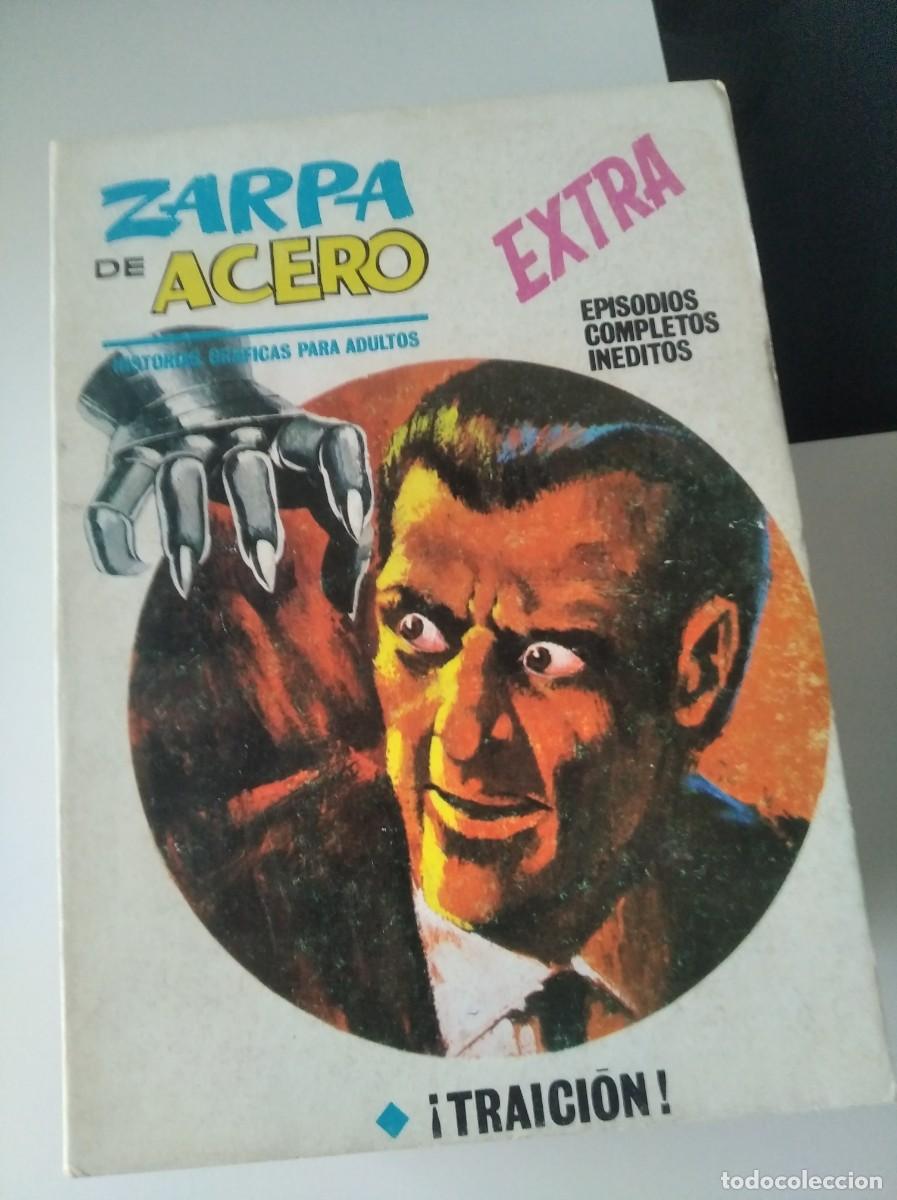 ZARPA
DE ACERO
EXTRA
HISTORIAS GRAFICAS PARA ADULTOS
EPISODIOS
COMPLETOS
INEDITOS
¡TRAICIÓN!
todocoleccion